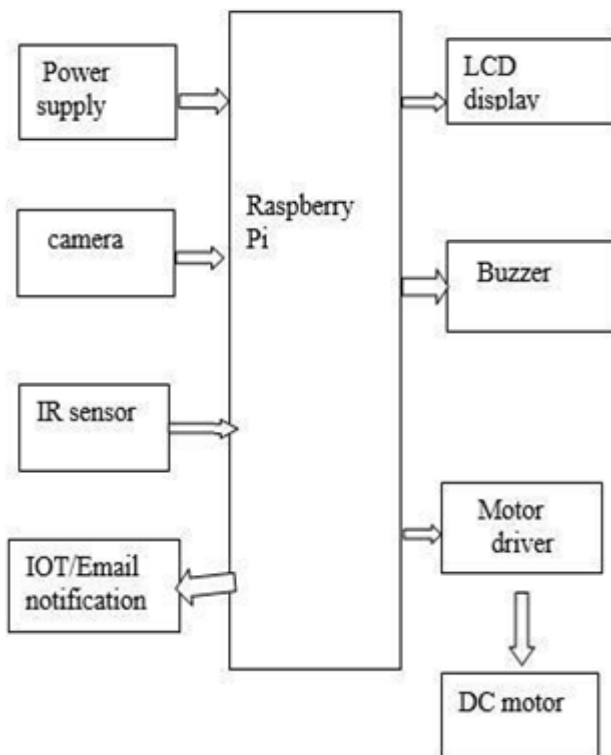 Power
supply
camera
IR sensor
IOT/Email
notification
Raspberry
Pi
LCD
display
Buzzer
Motor
driver
DC motor